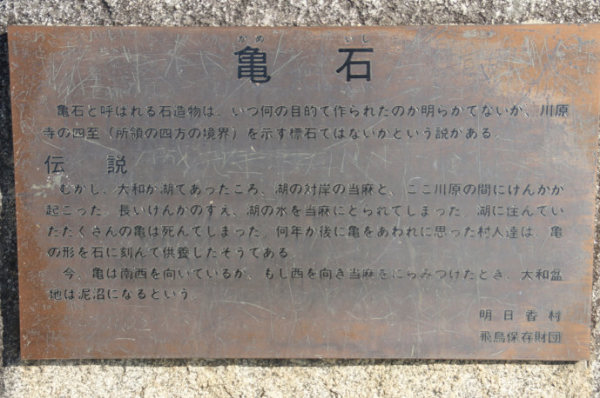 かめ いし
亀石
亀石と呼ばれる石造物は、いつ何の目的で作られたのか明らかでないが、川原
寺の四至(所領の四方の境界)を示す標石ではないかという説がある。
伝説
むかし、大和が湖であったころ、湖の対岸の当麻と、ここ川原の間にけんかが
起こった。長いけんかのすえ、湖の水を当麻にとられてしまった。湖に住んでい
たたくさんの亀は死んでしまった。何年か後に亀をあわれに思った村人達は、亀
の形を石に刻んで供養したそうである。
今、亀は南西を向いているが、もし西を向き当麻をにらみつけたとき、大和盆
地は泥沼になるという。
明日香村
飛鳥保存財団